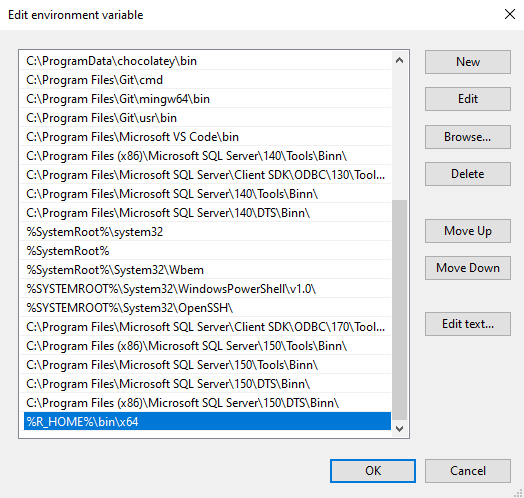 Edit environment variable
C:\ProgramData\chocolatey\bin
C:\Program Files\Git\cmd
C:\Program Files\Git\mingw64\bin
C:\Program Files\Git\usr\bin
C:\Program Files\Microsoft VS Code\bin
C:\Program Files (x86)\Microsoft SQL Server\140\Tools\Binn\
C:\Program Files\Microsoft SQL Server\Client SDK\ODBC\130\Tool...
C:\Program Files\Microsoft SQL Server\140\Tools\Binn\
C:\Program Files\Microsoft SQL Server\140\DTS\Binn\
%SystemRoot%\system32
%SystemRoot%
%SystemRoot%\System32\Wbem
%SYSTEMROOT%\System32\WindowsPowerShell\v1.0\
%SYSTEMROOT%\System32\OpenSSH\
C:\Program Files\Microsoft SQL Server\Client SDK\ODBC\170\Tool...
C:\Program Files (x86)\Microsoft SQL Server\150\Tools\Binn\
C:\Program Files\Microsoft SQL Server\150\Tools\Binn\
C:\Program Files\Microsoft SQL Server\150\DTS\Binn\
C:\Program Files (x86)\Microsoft SQL Server\150\DTS\Binn\
%R_HOME%\bin\x64
New
Edit
Browse...
Delete
Move Up
Move Down
Edit text...
OK
Cancel